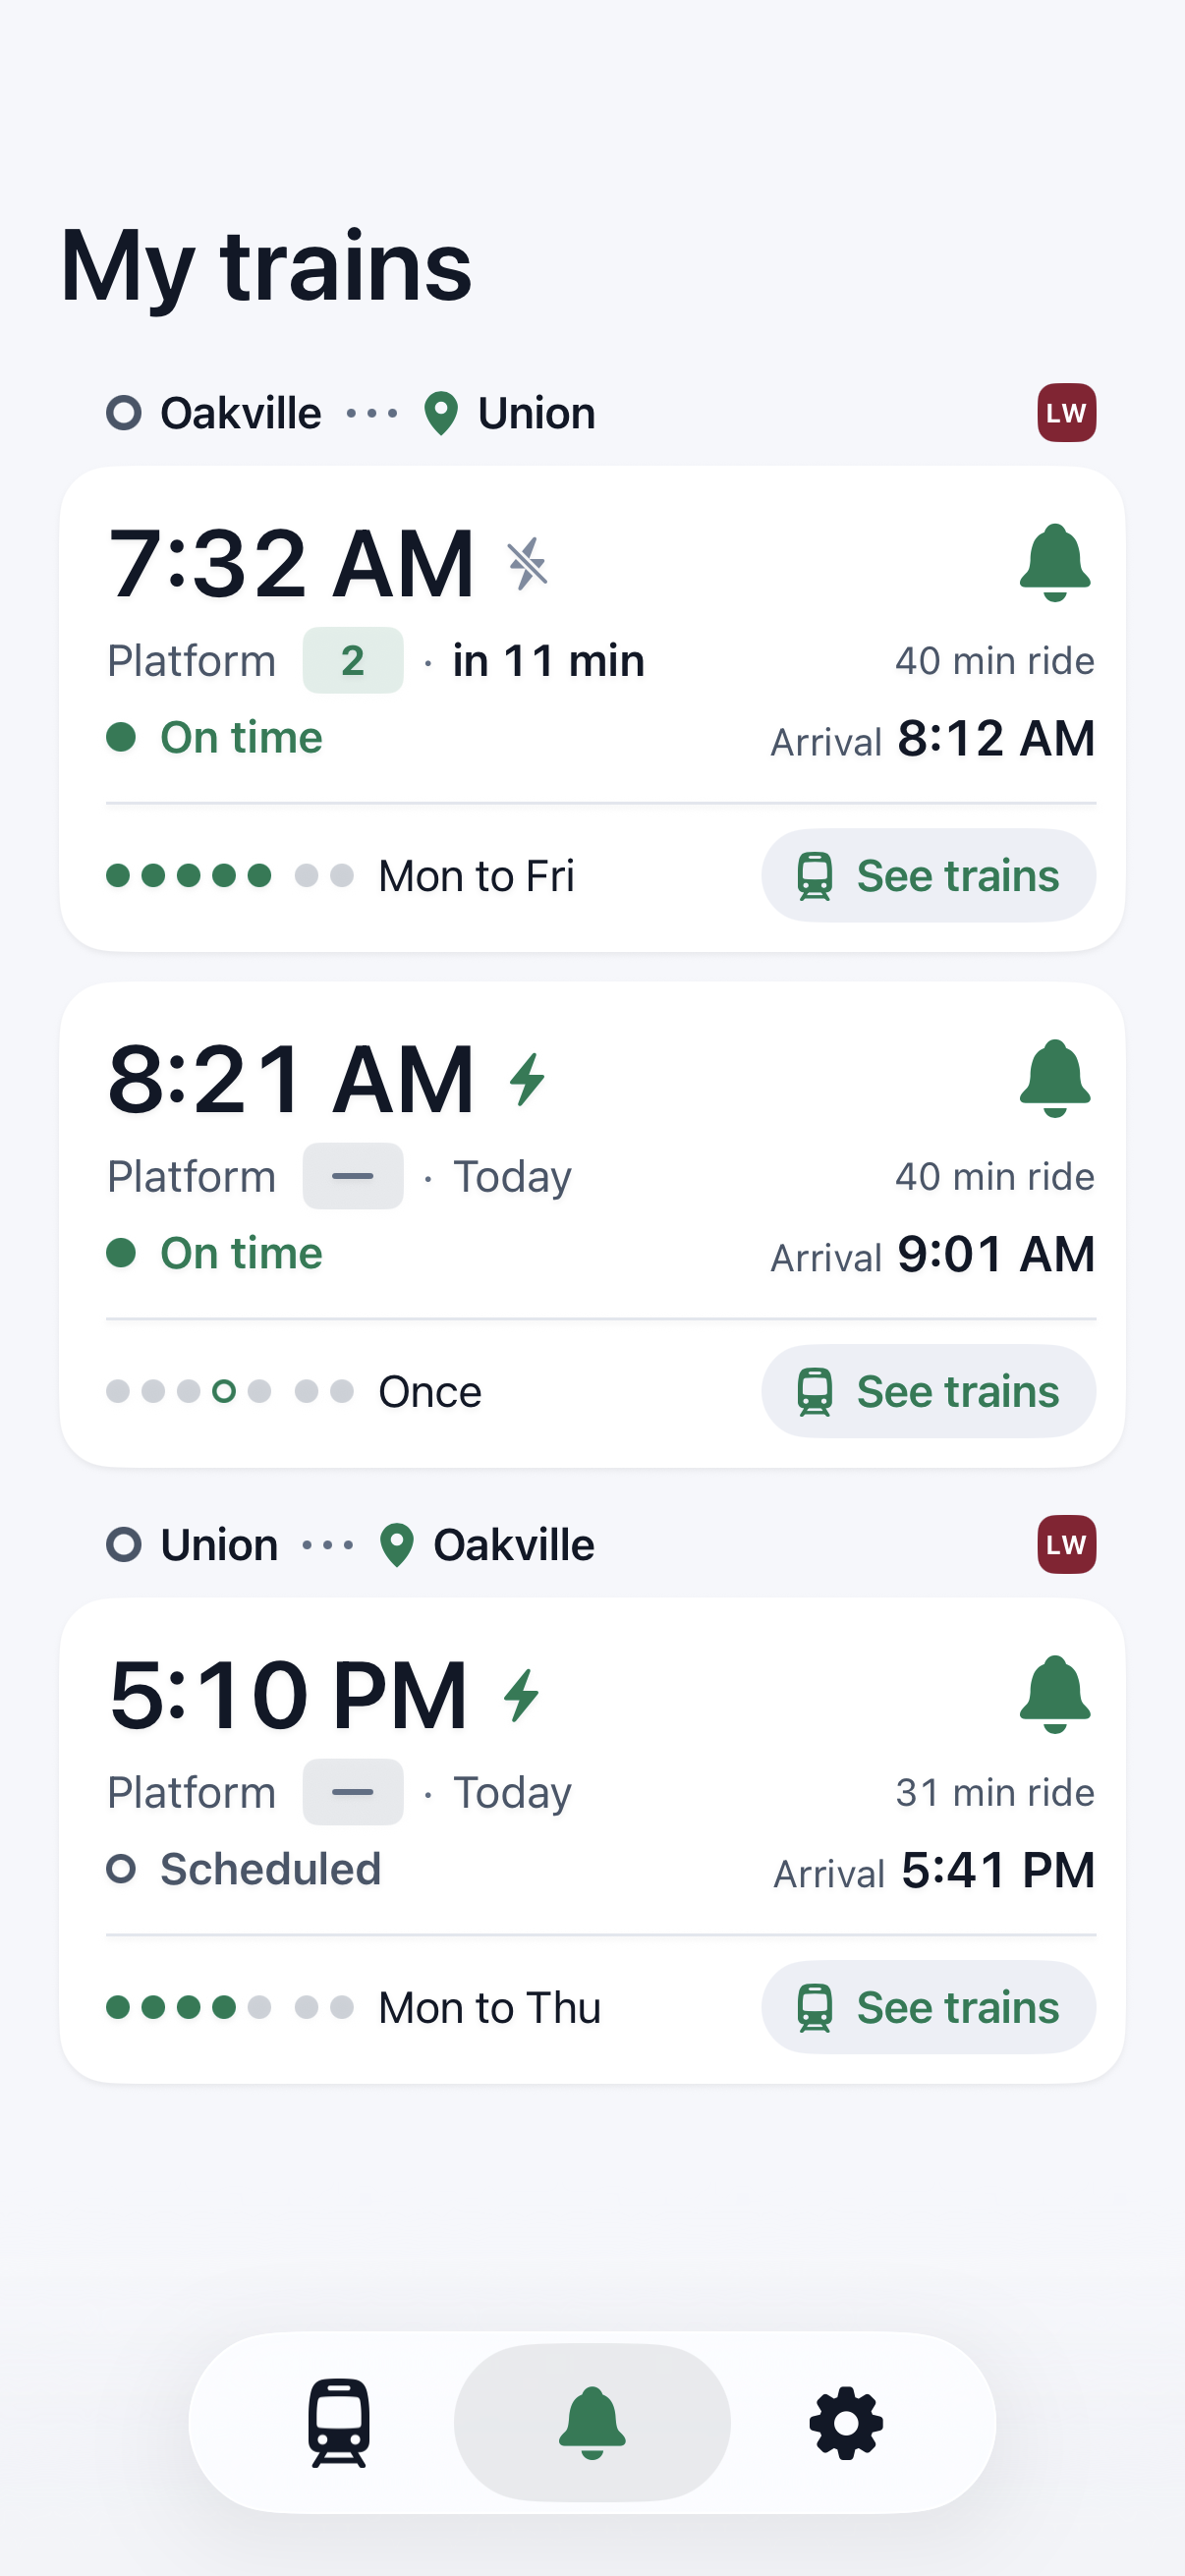 My trains
Oakville ··· Union LW
7:32 AM
Platform 2 · in 11 min 40 min ride
On time Arrival 8:12 AM
Mon to Fri See trains
8:21 AM
Platform — · Today 40 min ride
On time Arrival 9:01 AM
Once See trains
Union ··· Oakville LW
5:10 PM
Platform — · Today 31 min ride
Scheduled Arrival 5:41 PM
Mon to Thu See trains